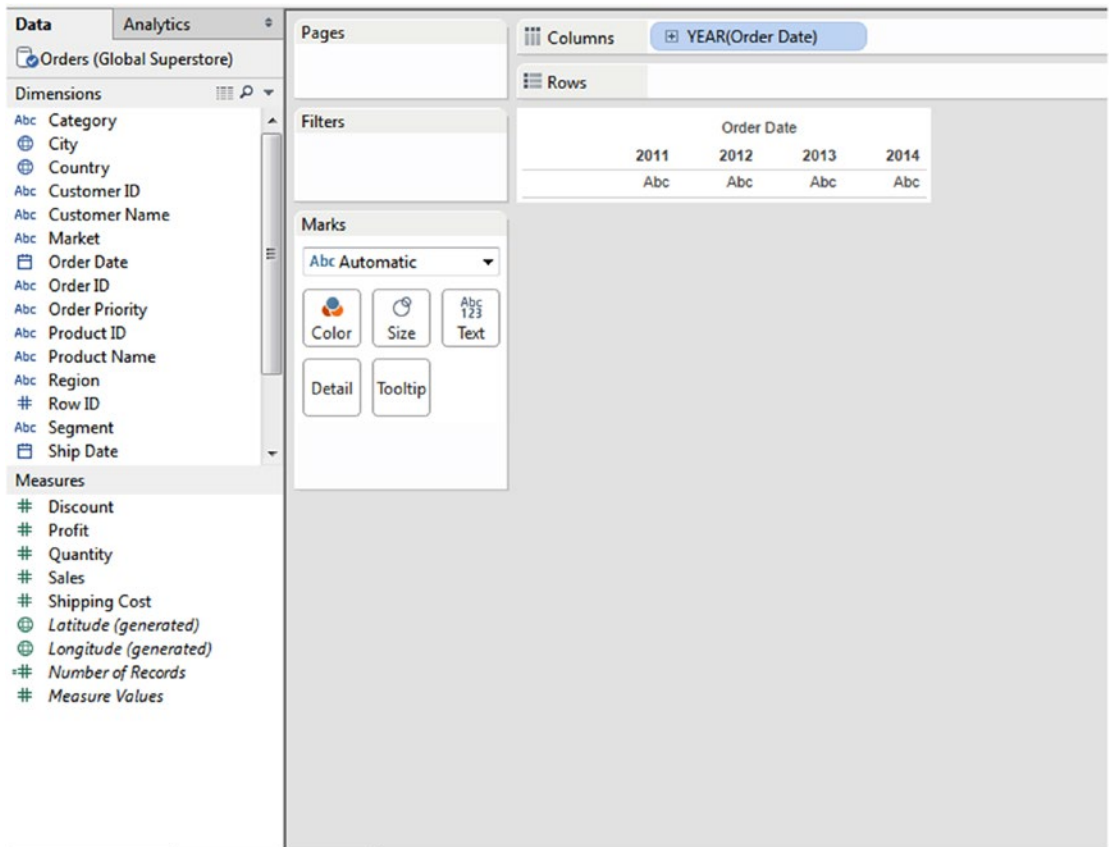 Data Analytics
Orders (Global Superstore)
Dimensions
Abc Category
City
Country
Abc Customer ID
Abc Customer Name
Abc Market
Order Date
Abc Order ID
Abc Order Priority
Abc Product ID
Abc Product Name
Abc Region
# Row ID
Abc Segment
Ship Date
Measures
# Discount
# Profit
# Quantity
# Sales
# Shipping Cost
Latitude (generated)
Longitude (generated)
=# Number of Records
# Measure Values
Pages
Filters
Marks
Abc Automatic
Color Size Abc 123 Text
Detail Tooltip
Columns YEAR(Order Date)
Rows
Order Date
2011 2012 2013 2014
Abc Abc Abc Abc